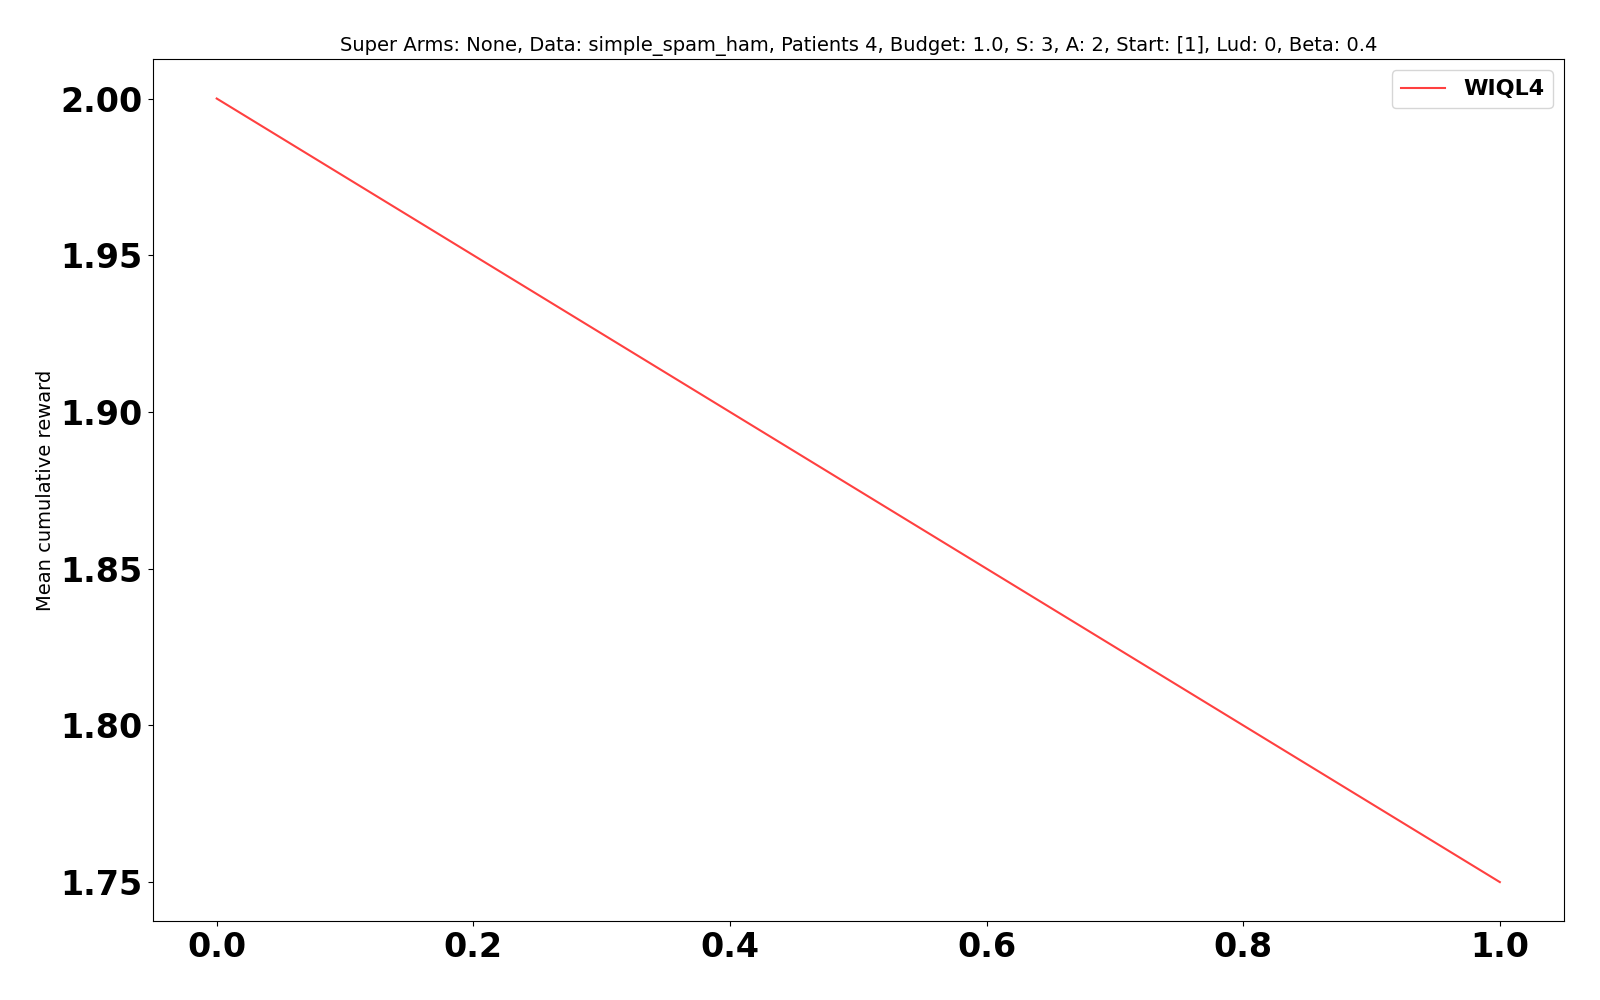 Super Arms: None, Data: simple_spam_ham, Patients 4, Budget: 1.0, S: 3, A: 2, Start: [1], Lud: 0, Beta: 0.4
WIQL4
Mean cumulative reward
2.00
1.95
1.90
1.85
1.80
1.75
0.0 0.2 0.4 0.6 0.8 1.0